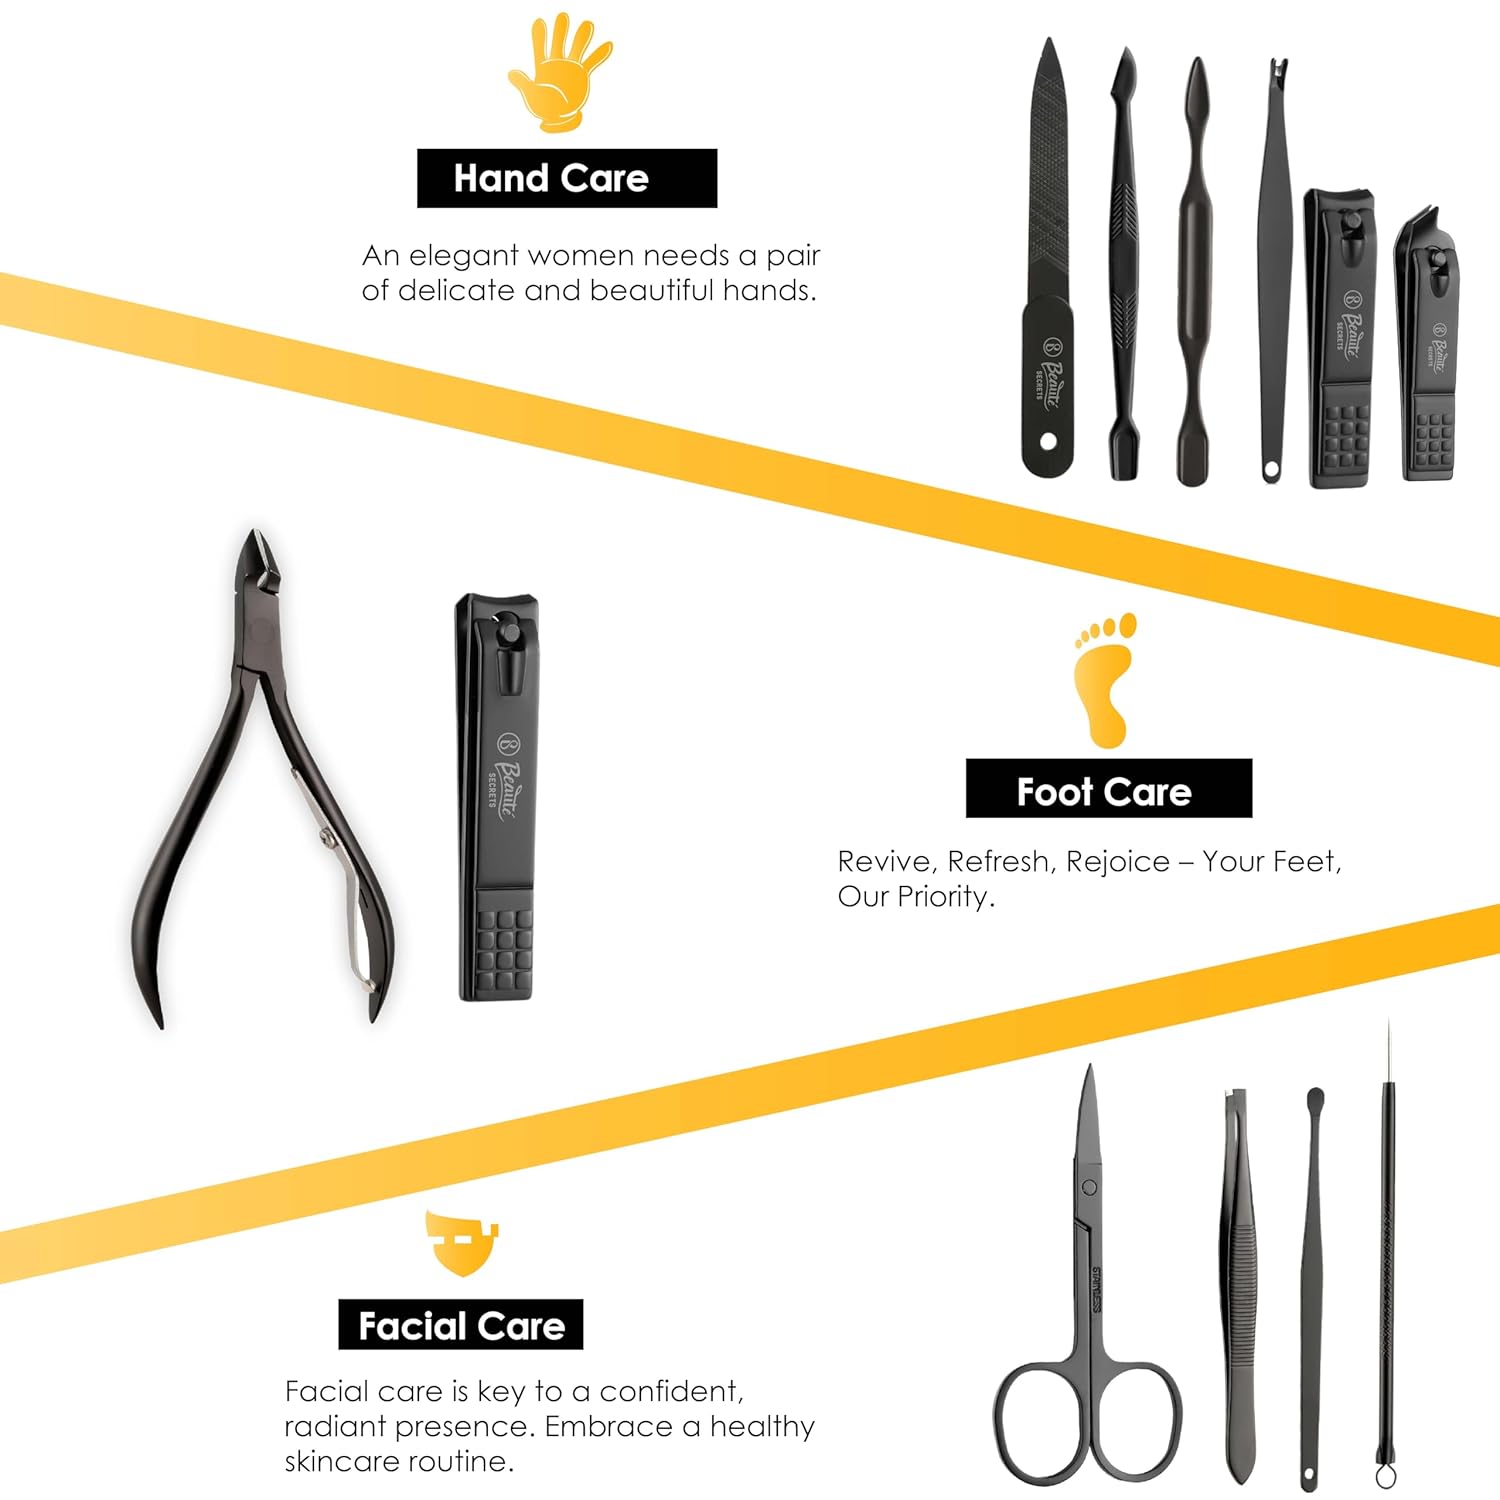 Hand Care
An elegant women needs a pair
of delicate and beautiful hands.
Beauté
SECRETS
Beauté
SECRETS
Beauté
SECRETS
Beauté
SECRETS
Foot Care
Revive, Refresh, Rejoice – Your Feet,
Our Priority.
STAINLESS
Facial Care
Facial care is key to a confident,
radiant presence. Embrace a healthy
skincare routine.